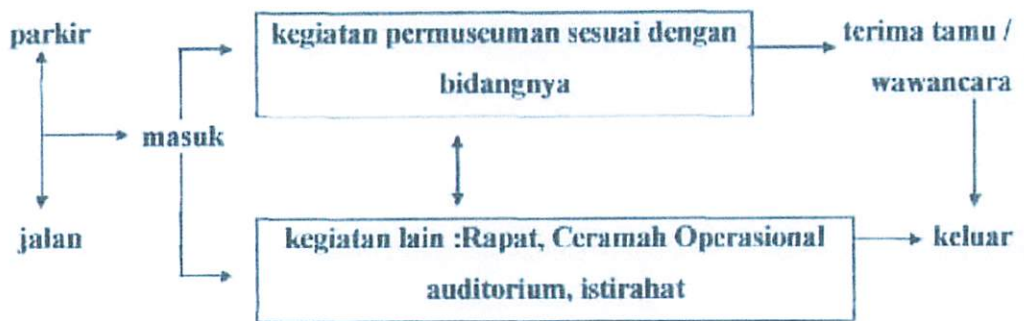 parkir
kegiatan permuseuman sesuai dengan
bidangnya
terima tamu /
wawancara
masuk
jalan
kegiatan lain :Rapat, Ceramah Operasional
auditorium, istirahat
keluar